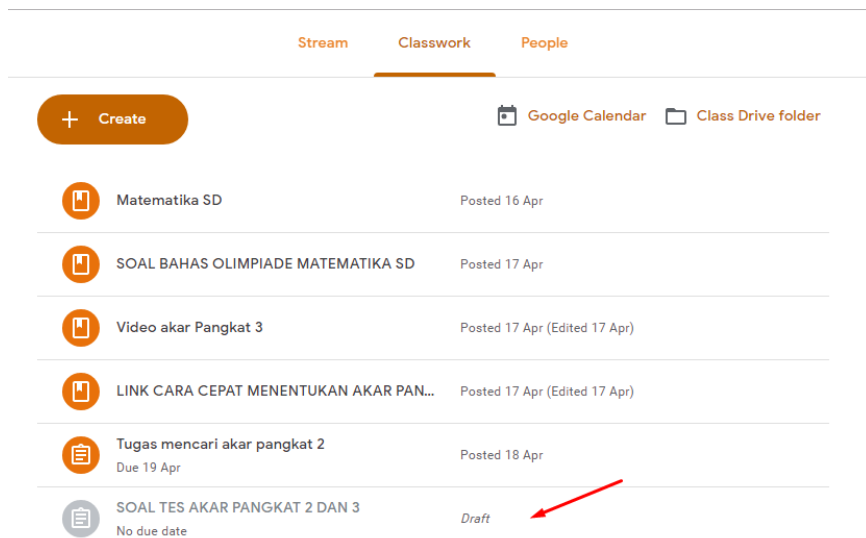 Stream Classwork People
Create Google Calendar Class Drive folder
Matematika SD Posted 16 Apr
SOAL BAHAS OLIMPIADE MATEMATIKA SD Posted 17 Apr
Video akar Pangkat 3 Posted 17 Apr (Edited 17 Apr)
LINK CARA CEPAT MENENTUKAN AKAR PAN... Posted 17 Apr (Edited 17 Apr)
Tugas mencari akar pangkat 2 Posted 18 Apr
Due 19 Apr
SOAL TES AKAR PANGKAT 2 DAN 3 Draft
No due date